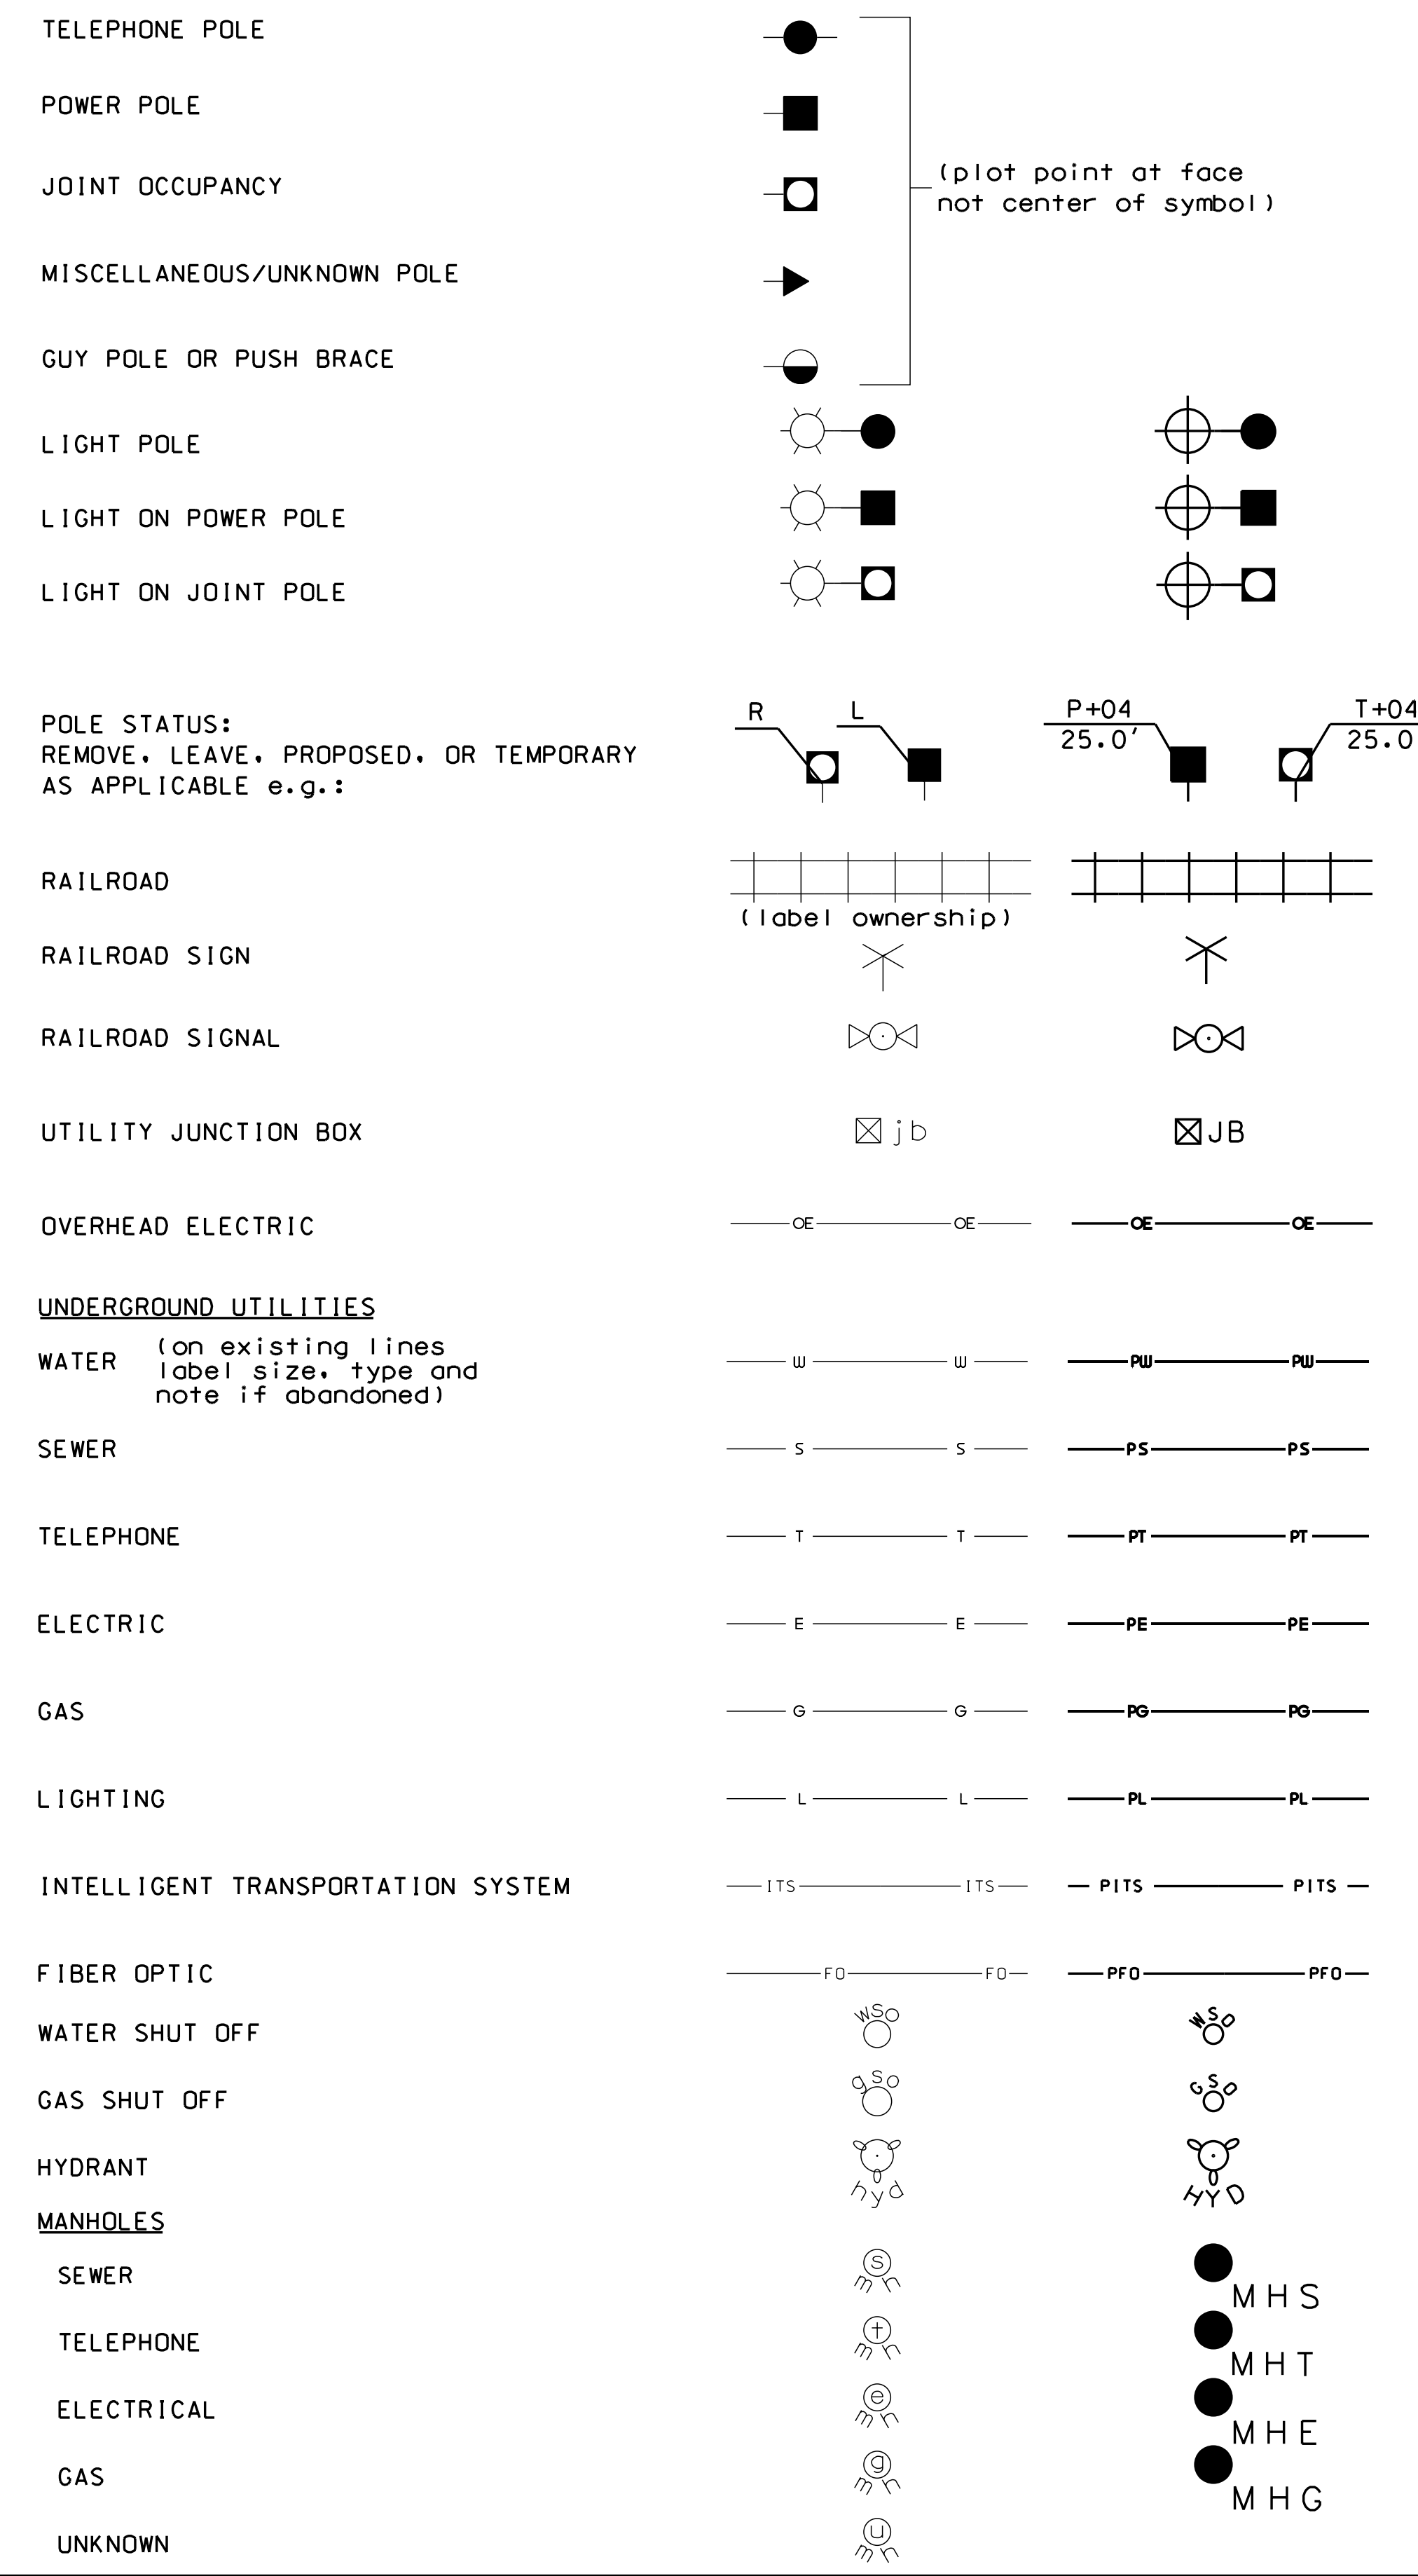 TELEPHONE POLE
POWER POLE
JOINT OCCUPANCY
(plot point at face
not center of symbol)
MISCELLANEOUS/UNKNOWN POLE
GUY POLE OR PUSH BRACE
LIGHT POLE
LIGHT ON POWER POLE
LIGHT ON JOINT POLE
POLE STATUS:
REMOVE, LEAVE, PROPOSED, OR TEMPORARY
AS APPLICABLE e.g.:
R L P+04 T+04
25.0' 25.0
RAILROAD
(label ownership)
RAILROAD SIGN
RAILROAD SIGNAL
UTILITY JUNCTION BOX jb JB
OVERHEAD ELECTRIC OE OE OE OE
UNDERGROUND UTILITIES
WATER
(on existing lines
label size, type and
note if abandoned)
W W PW PW
SEWER S S PS PS
TELEPHONE T T PT PT
ELECTRIC E E PE PE
GAS G G PG PG
LIGHTING L L PL PL
INTELLIGENT TRANSPORTATION SYSTEM ITS ITS PITS PITS
FIBER OPTIC FO FO PFO PFO
WATER SHUT OFF wso WSO
GAS SHUT OFF gso GSO
HYDRANT hyd HYD
MANHOLES
SEWER s mh MHS
TELEPHONE t mh MHT
ELECTRICAL e mh MHE
GAS g mh MHG
UNKNOWN u mh